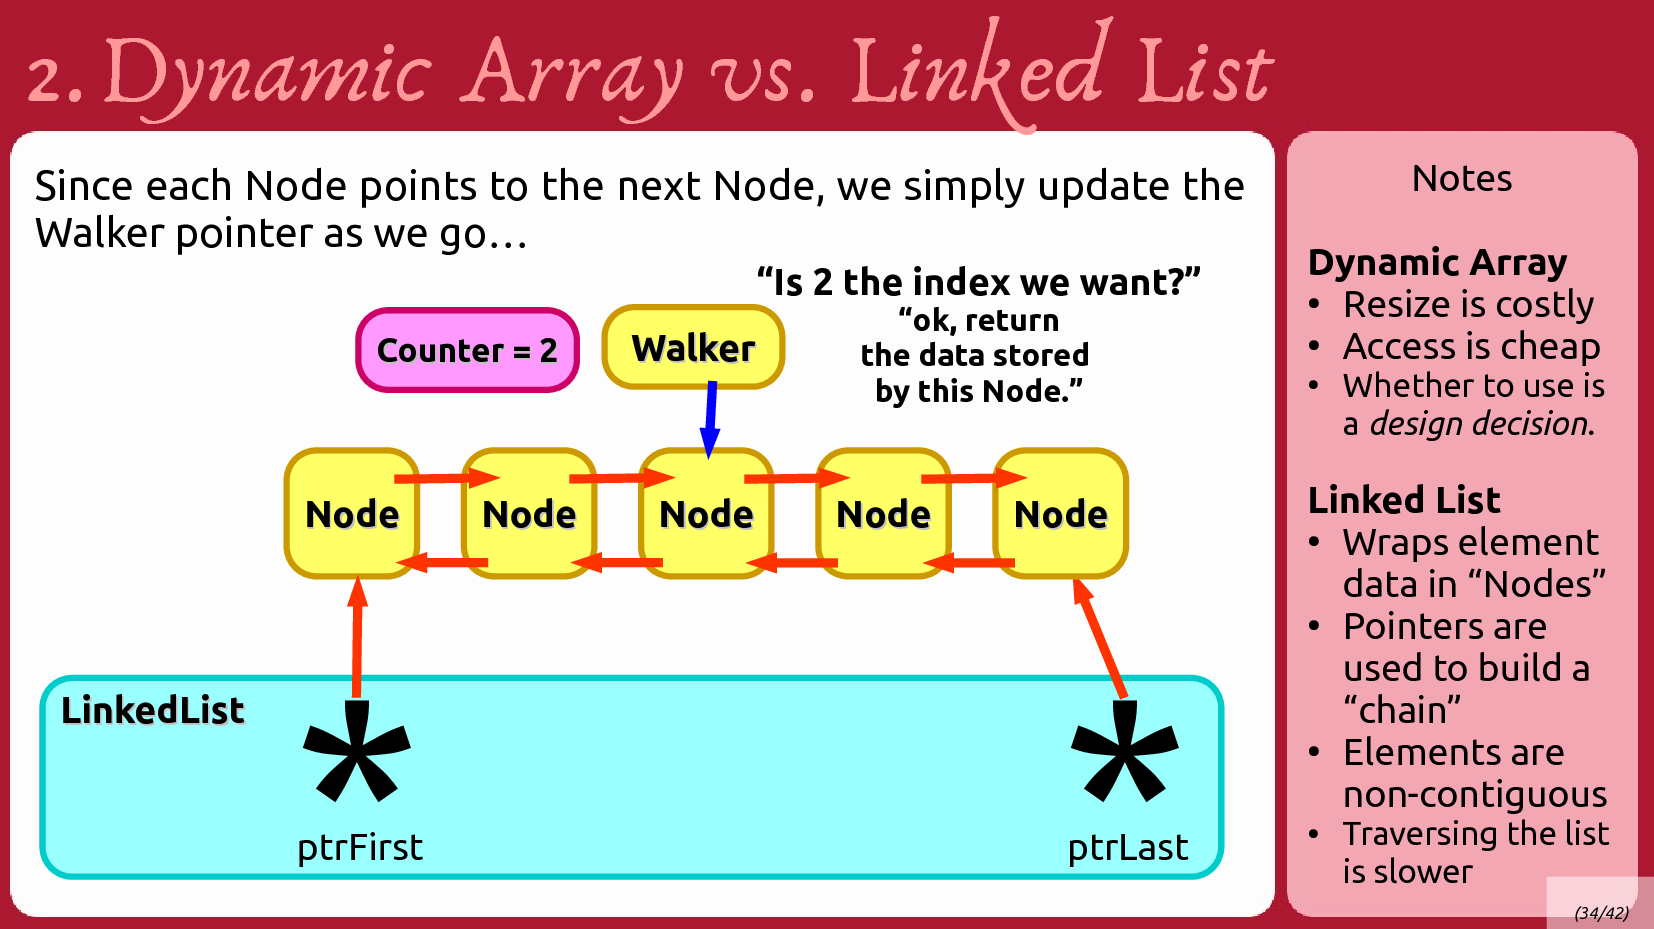 2. Dynamic Array vs. Linked List
Since each Node points to the next Node, we simply update the
Walker pointer as we go…
“Is 2 the index we want?”
“ok, return
the data stored
by this Node.”
Counter = 2
Walker
Node
Node
Node
Node
Node
LinkedList
*
*
ptrFirst
ptrLast
Notes
Dynamic Array
• Resize is costly
• Access is cheap
• Whether to use is
a design decision.
Linked List
• Wraps element
data in “Nodes”
• Pointers are
used to build a
“chain”
• Elements are
non-contiguous
• Traversing the list
is slower
(34/42)